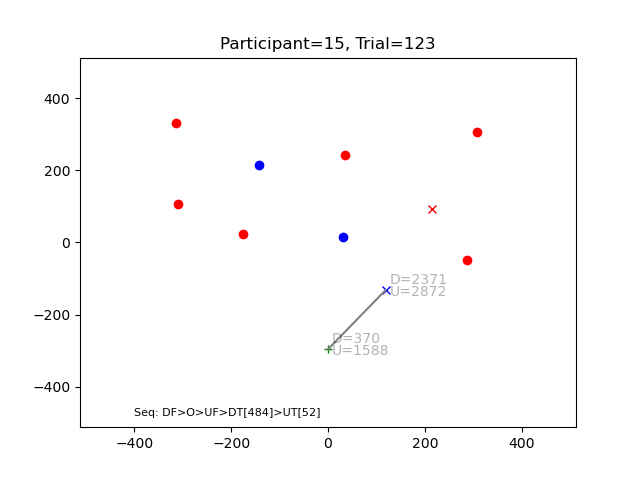 Participant=15, Trial=123
400
200
0
−200
−400
D=2371
U=2872
D=370
U=1588
Seq: DF>O>UF>DT[484]>UT[52]
−400
−200
0
200
400